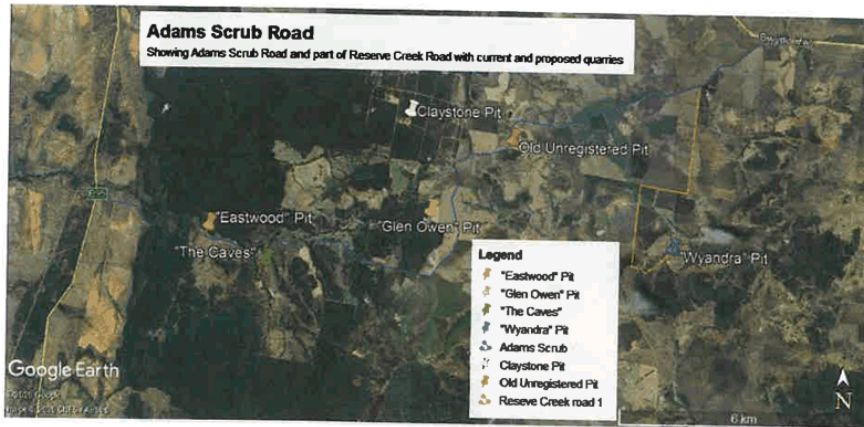 Adams Scrub Road
Showing Adams Scrub Road and part of Reserve Creek Road with current and proposed quarries
Claystone Pit
Old Unregistered Pit
"Eastwood" Pit
"Glen Owen" Pit
"The Caves"
"Wyandra" Pit
Legend
"Eastwood" Pit
"Glen Owen" Pit
"The Caves"
"Wyandra" Pit
Adams Scrub
Claystone Pit
Old Unregistered Pit
Reseve Creek road 1
Google Earth
N
6 km